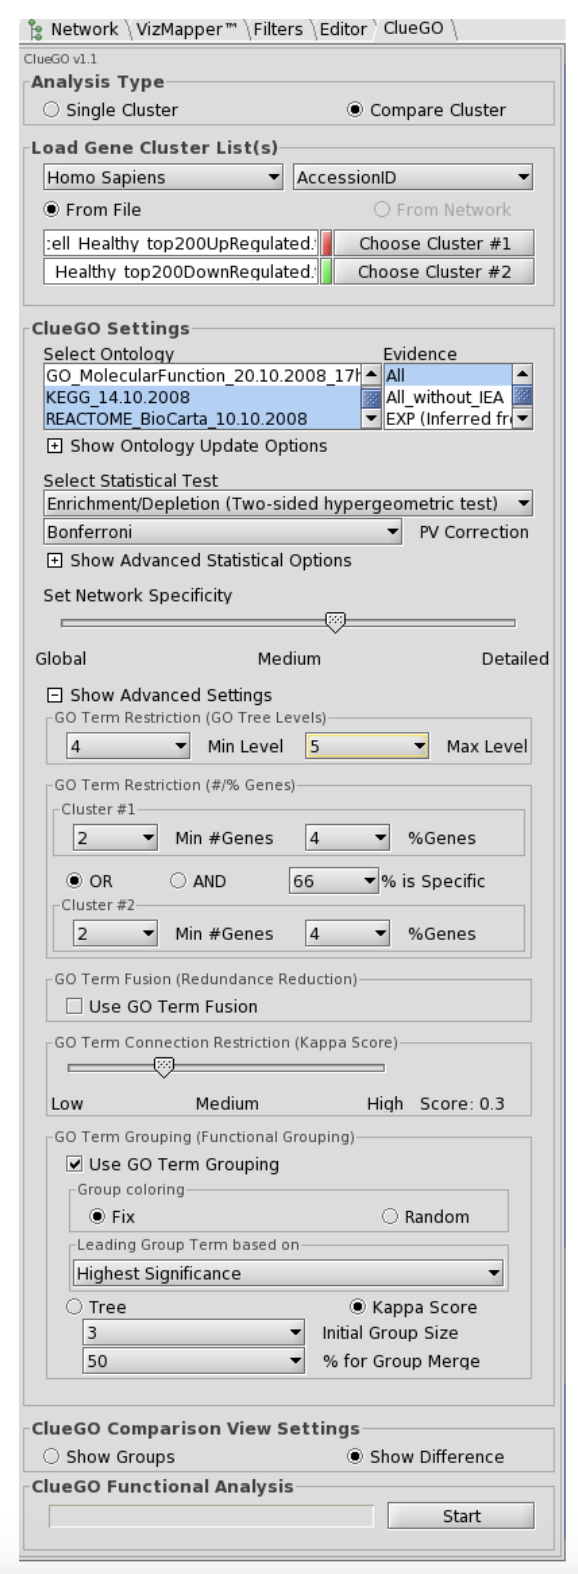 Network VizMapper™ Filters Editor ClueGO
ClueGO v1.1
Analysis Type
Single Cluster Compare Cluster
Load Gene Cluster List(s)
Homo Sapiens AccessionID
From File From Network
Healthy top200UpRegulated. Choose Cluster #1
Healthy top200DownRegulated. Choose Cluster #2
ClueGO Settings
Select Ontology Evidence
GO_MolecularFunction_20.10.2008_17h All
KEGG_14.10.2008 All_without_IEA
REACTOME_BioCarta_10.10.2008 EXP (Inferred fr
Show Ontology Update Options
Select Statistical Test
Enrichment/Depletion (Two-sided hypergeometric test)
Bonferroni PV Correction
Show Advanced Statistical Options
Set Network Specificity
Global Medium Detailed
Show Advanced Settings
GO Term Restriction (GO Tree Levels)
4 Min Level 5 Max Level
GO Term Restriction (#/% Genes)
Cluster #1
2 Min #Genes 4 %Genes
OR AND 66 % is Specific
Cluster #2
2 Min #Genes 4 %Genes
GO Term Fusion (Redundance Reduction)
Use GO Term Fusion
GO Term Connection Restriction (Kappa Score)
Low Medium High Score: 0.3
GO Term Grouping (Functional Grouping)
Use GO Term Grouping
Group coloring
Fix Random
Leading Group Term based on
Highest Significance
Tree Kappa Score
3 Initial Group Size
50 % for Group Merge
ClueGO Comparison View Settings
Show Groups Show Difference
ClueGO Functional Analysis
Start